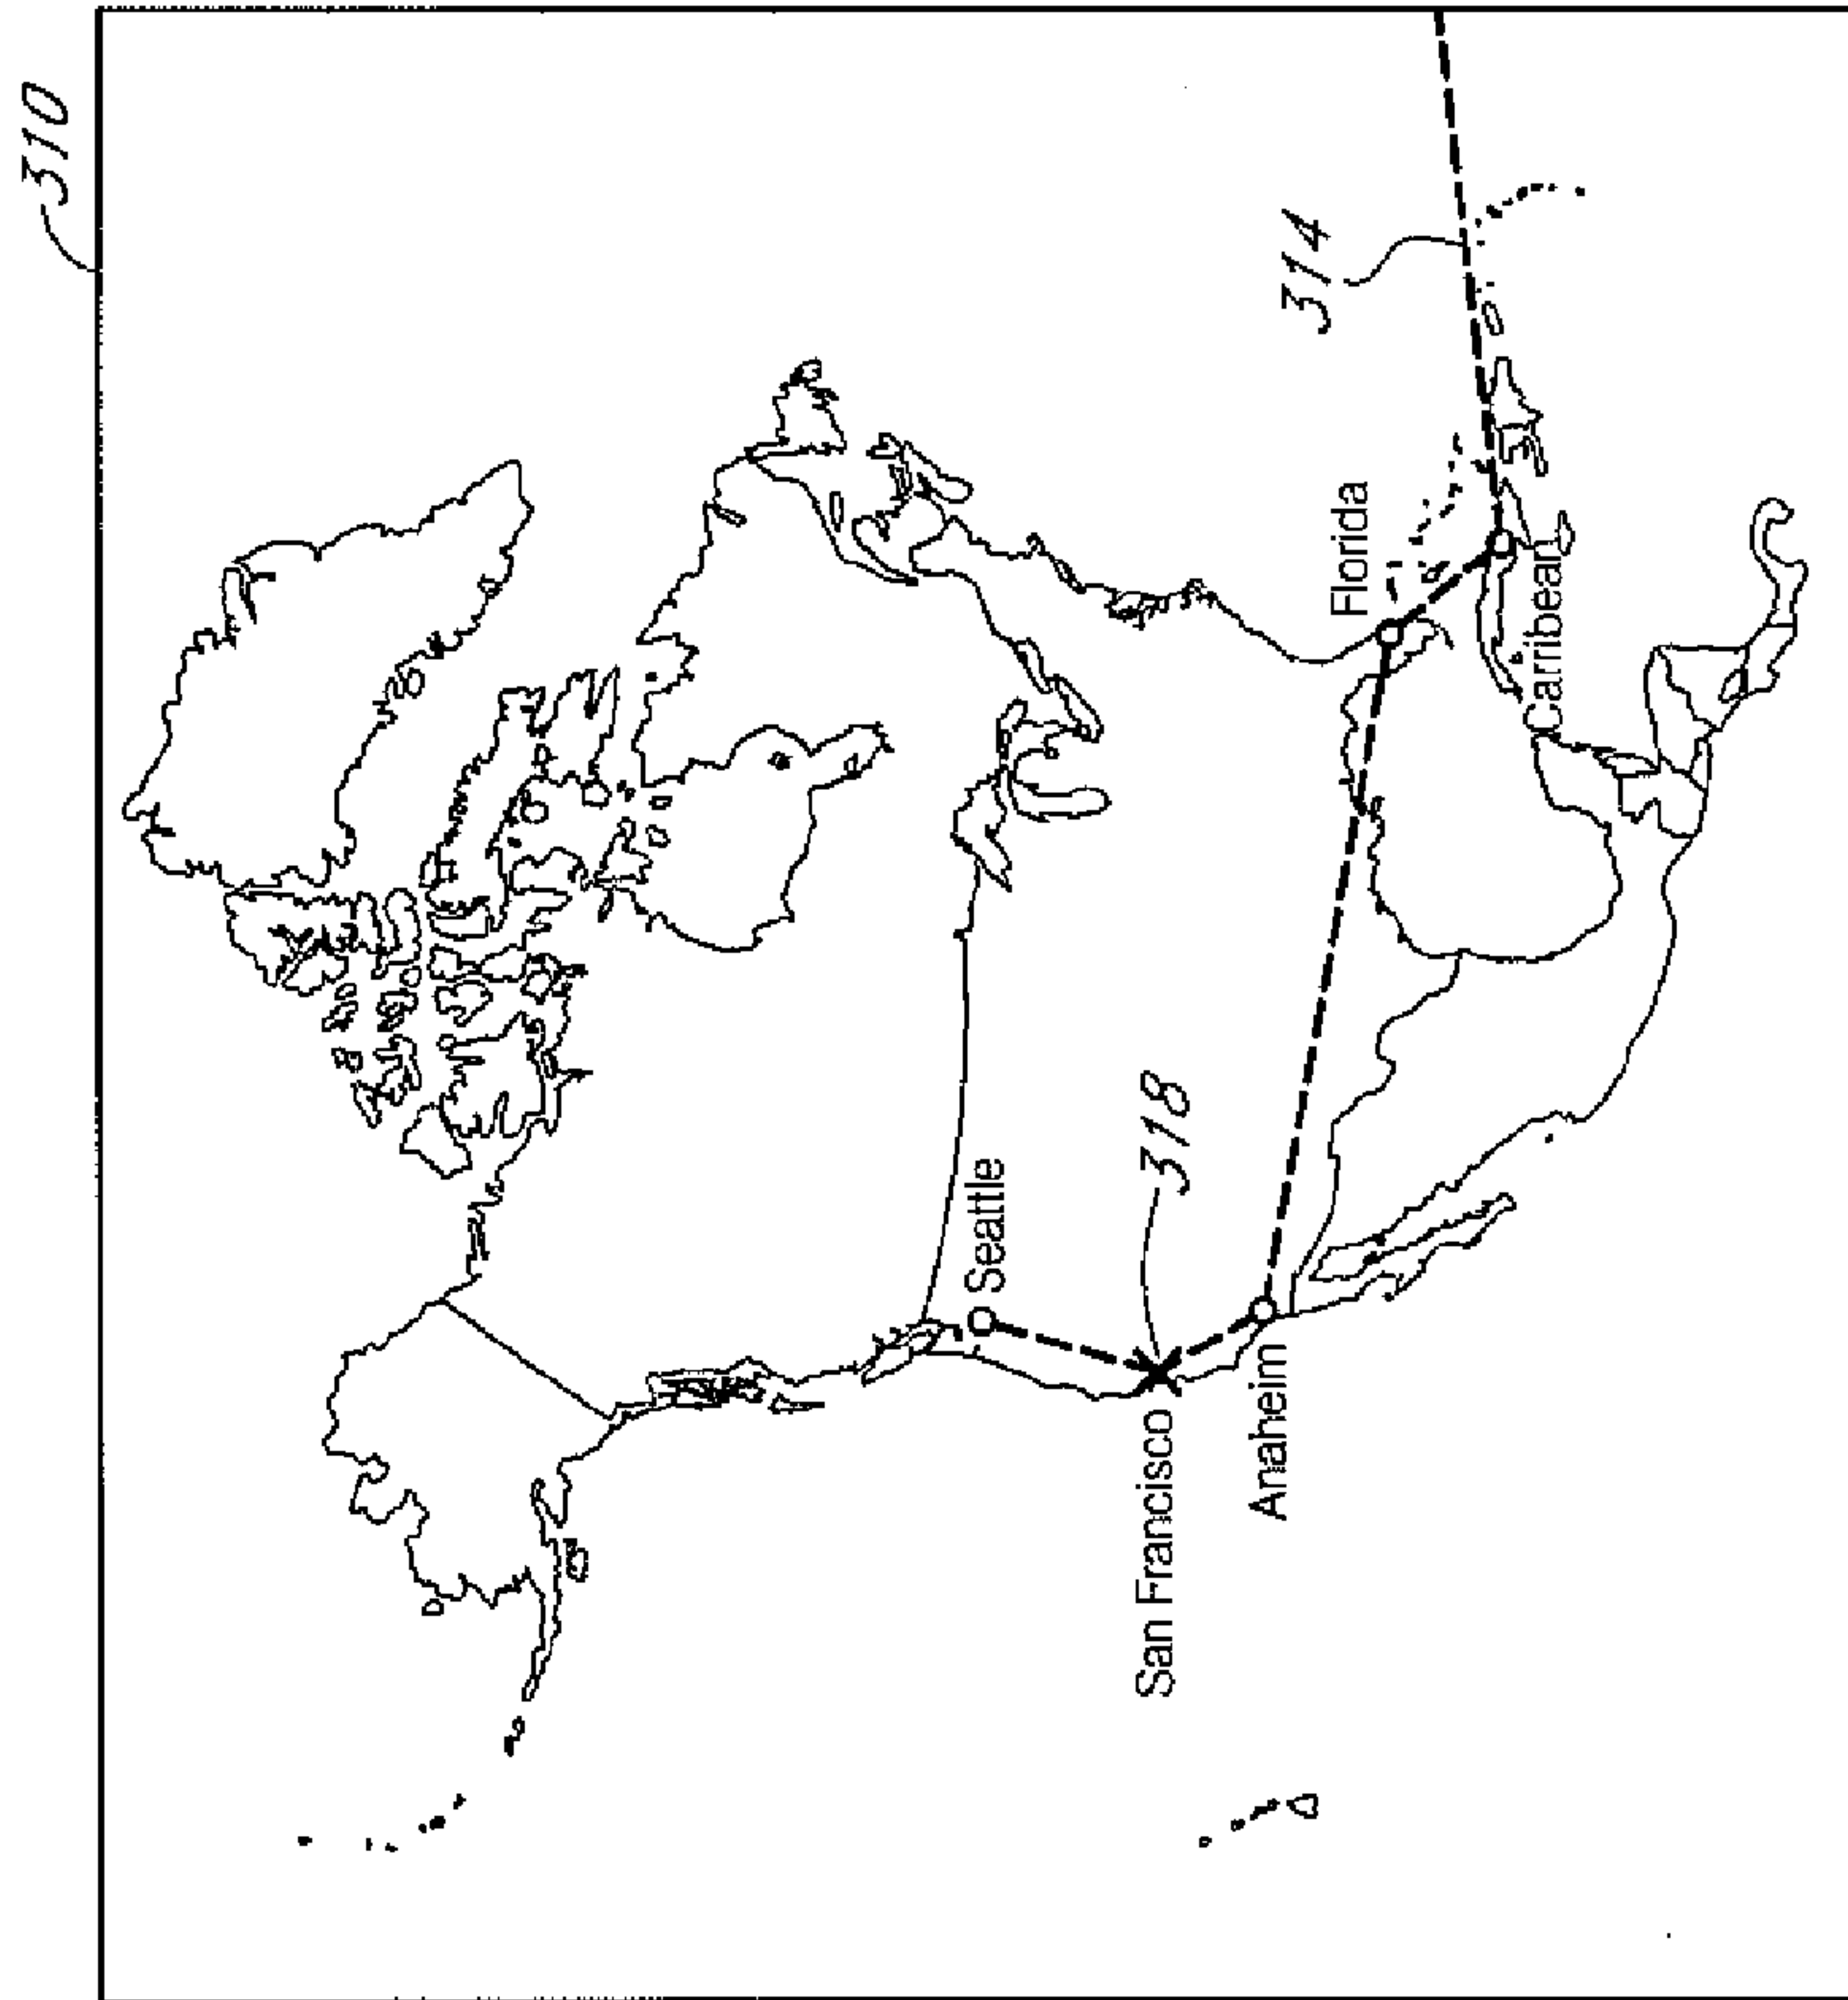 310
314
Florida
Carribean
318
Seattle
San Francisco
Anaheim